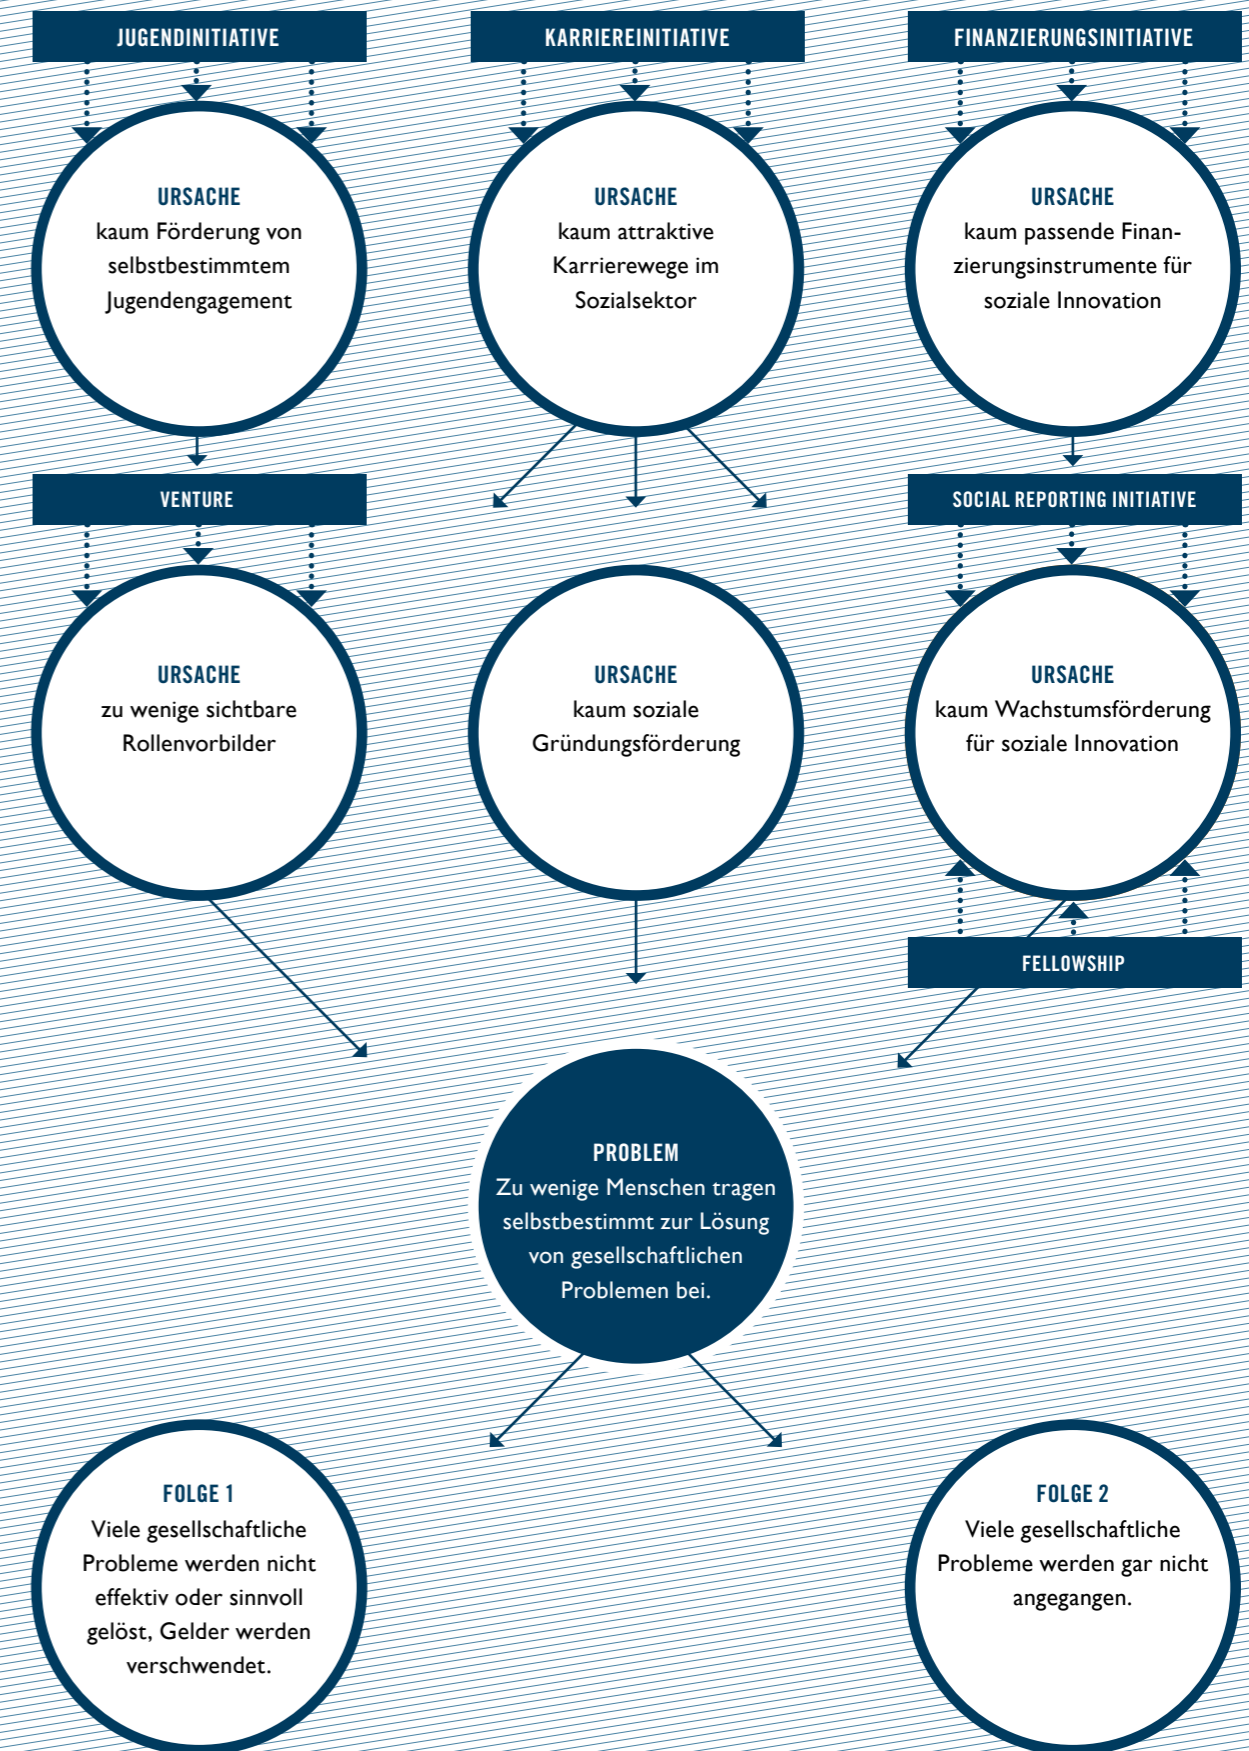 JUGENDINITIATIVE
KARRIEREINITIATIVE
FINANZIERUNGSINITIATIVE
URSACHE
kaum Förderung von
selbstbestimmtem
Jugendengagement
URSACHE
kaum attraktive
Karrierewege im
Sozialsektor
URSACHE
kaum passende Finan-
zierungsinstrumente für
soziale Innovation
VENTURE
SOCIAL REPORTING INITIATIVE
URSACHE
zu wenige sichtbare
Rollenvorbilder
URSACHE
kaum soziale
Gründungsförderung
URSACHE
kaum Wachstumsförderung
für soziale Innovation
FELLOWSHIP
PROBLEM
Zu wenige Menschen tragen
selbstbestimmt zur Lösung
von gesellschaftlichen
Problemen bei.
FOLGE 1
Viele gesellschaftliche
Probleme werden nicht
effektiv oder sinnvoll
gelöst, Gelder werden
verschwendet.
FOLGE 2
Viele gesellschaftliche
Probleme werden gar nicht
angegangen.